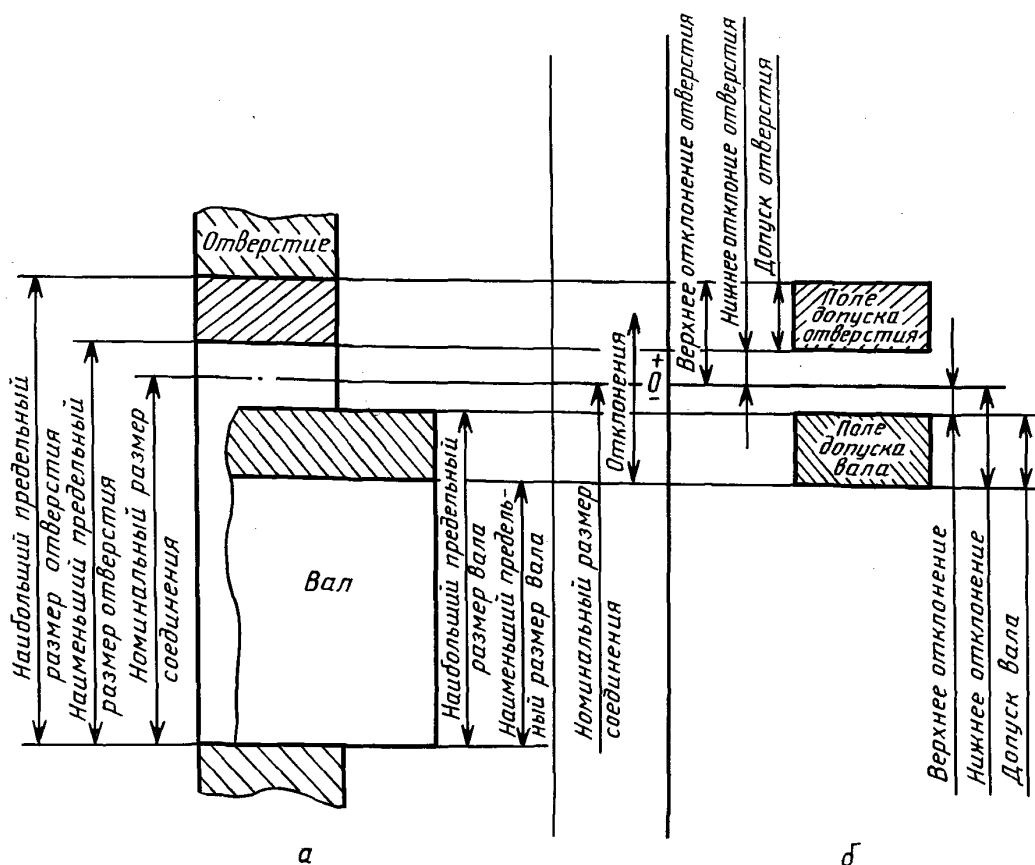 Отверстие
Наибольший предельный
размер отверстия
Наименьший предельный
размер отверстия
Номинальный размер
соединения
Вал
Наибольший предельный
размер вала
Наименьший предель-
ный размер вала
Номинальный размер
соединения
Отклонения
+
0
-
Верхнее отклонение отверстия
Нижнее отклоние отверстия
Допуск отверстия
Поле
допуска
отверстия
Поле
допуска
вала
Верхнее отклонение
Нижнее отклонение
Допуск вала
а
б